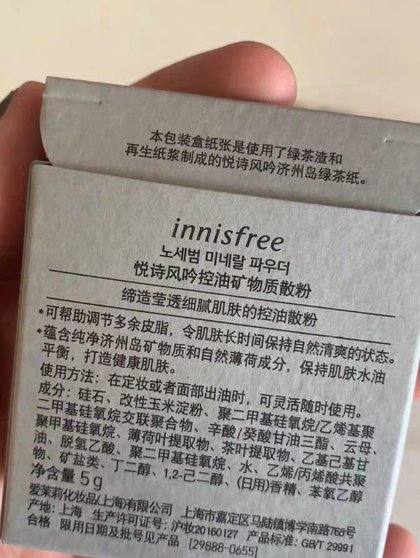 本包装盒纸张是使用了绿茶渣和
再生纸浆制成的悦诗风吟济州岛绿茶纸。
innisfree
노세범 미네랄 파우더
悦诗风吟控油矿物质散粉
缔造莹透细腻肌肤的控油散粉
*可帮助调节多余皮脂，令肌肤长时间保持自然清爽的状态。
*蕴含纯净济州岛矿物质和自然薄荷成分，保持肌肤水油
平衡，打造健康肌肤。
使用方法：在定妆或者面部出油时，可灵活随时使用。
成分：硅石、改性玉米淀粉、聚二甲基硅氧烷/乙烯基聚
二甲基硅氧烷交联聚合物、辛酸/癸酸甘油三酯、云母、
聚甲基硅氧烷、薄荷叶提取物、茶叶提取物、乙基己基甘
油、脱氢乙酸、聚二甲基硅氧烷、水、乙烯/丙烯酸共聚
物、矿盐类、丁二醇、1,2-己二醇、(日用)香精、苯氧乙醇
净含量 5g
爱茉莉化妆品(上海)有限公司 上海市嘉定区马陆镇博学南路768号
产地：上海 生产许可证号：沪妆20160127 产品标准号：GB/T 29991
合格 限用日期及批号见产品 [29888-0655]